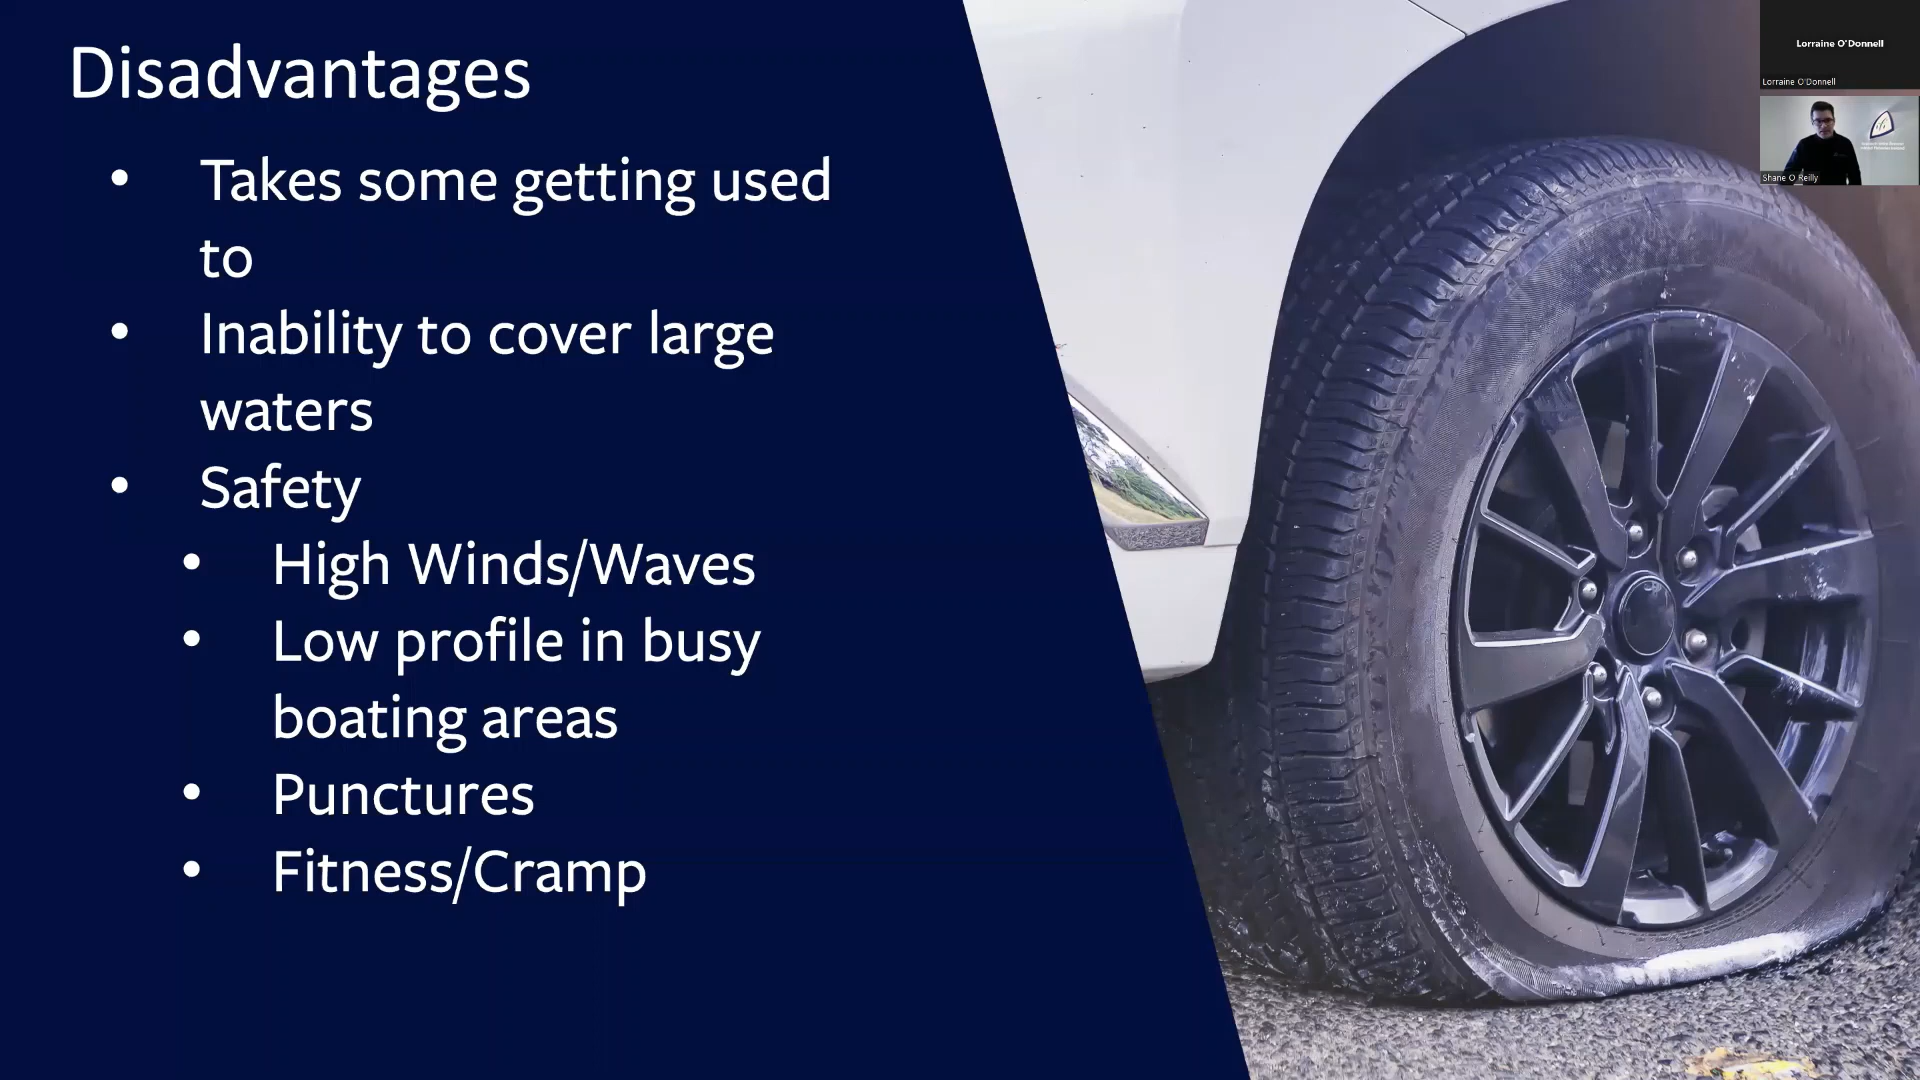 Disadvantages
• Takes some getting used
to
• Inability to cover large
waters
• Safety
• High Winds/Waves
• Low profile in busy
boating areas
• Punctures
• Fitness/Cramp
Lorraine O'Donnell
Lorraine O'Donnell
Shane O Reilly